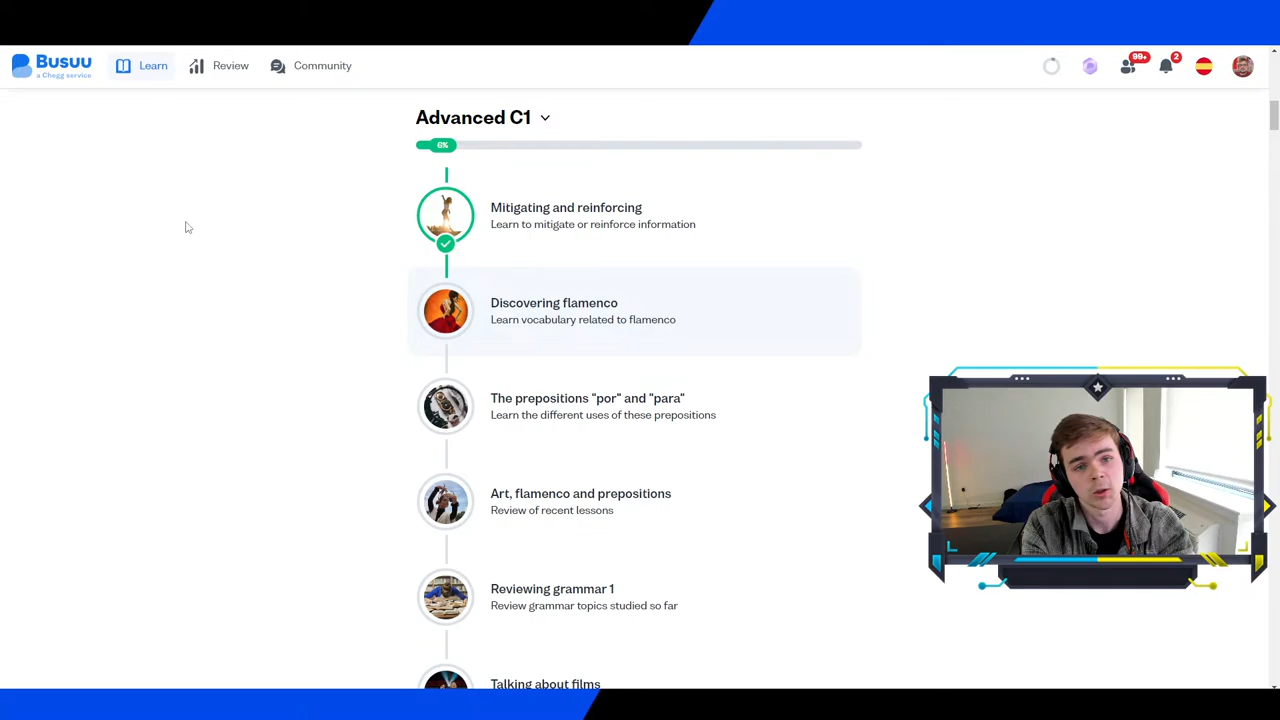 Busuu
a Chegg service
Learn
Review
Community
99+
2
Advanced C1
6%
Mitigating and reinforcing
Learn to mitigate or reinforce information
Discovering flamenco
Learn vocabulary related to flamenco
The prepositions "por" and "para"
Learn the different uses of these prepositions
Art, flamenco and prepositions
Review of recent lessons
Reviewing grammar 1
Review grammar topics studied so far
Talking about films